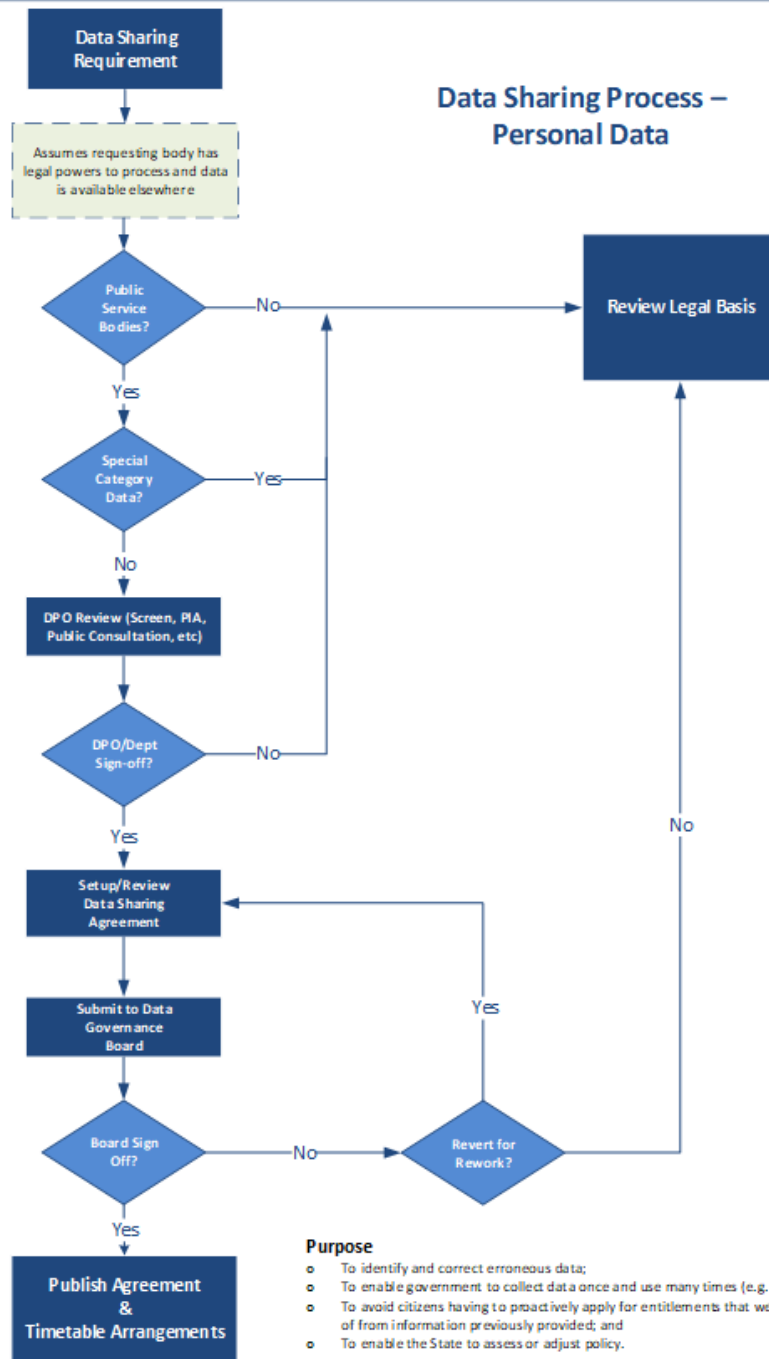 Data Sharing
Requirement
Data Sharing Process –
Personal Data
Assumes requesting body has
legal powers to process and data
is available elsewhere
Public
Service
Bodies?
No
Review Legal Basis
Yes
Special
Category
Data?
Yes
No
DPO Review (Screen, PIA,
Public Consultation, etc)
DPO/Dept
Sign-off?
No
Yes
No
Setup/Review
Data Sharing
Agreement
Submit to Data
Governance
Board
Yes
Board Sign
Off?
No
Revert for
Rework?
Yes
Publish Agreement
&
Timetable Arrangements
Purpose
o To identify and correct erroneous data;
o To enable government to collect data once and use many times (e.g.
o To avoid citizens having to proactively apply for entitlements that we
of from information previously provided; and
o To enable the State to assess or adjust policy.